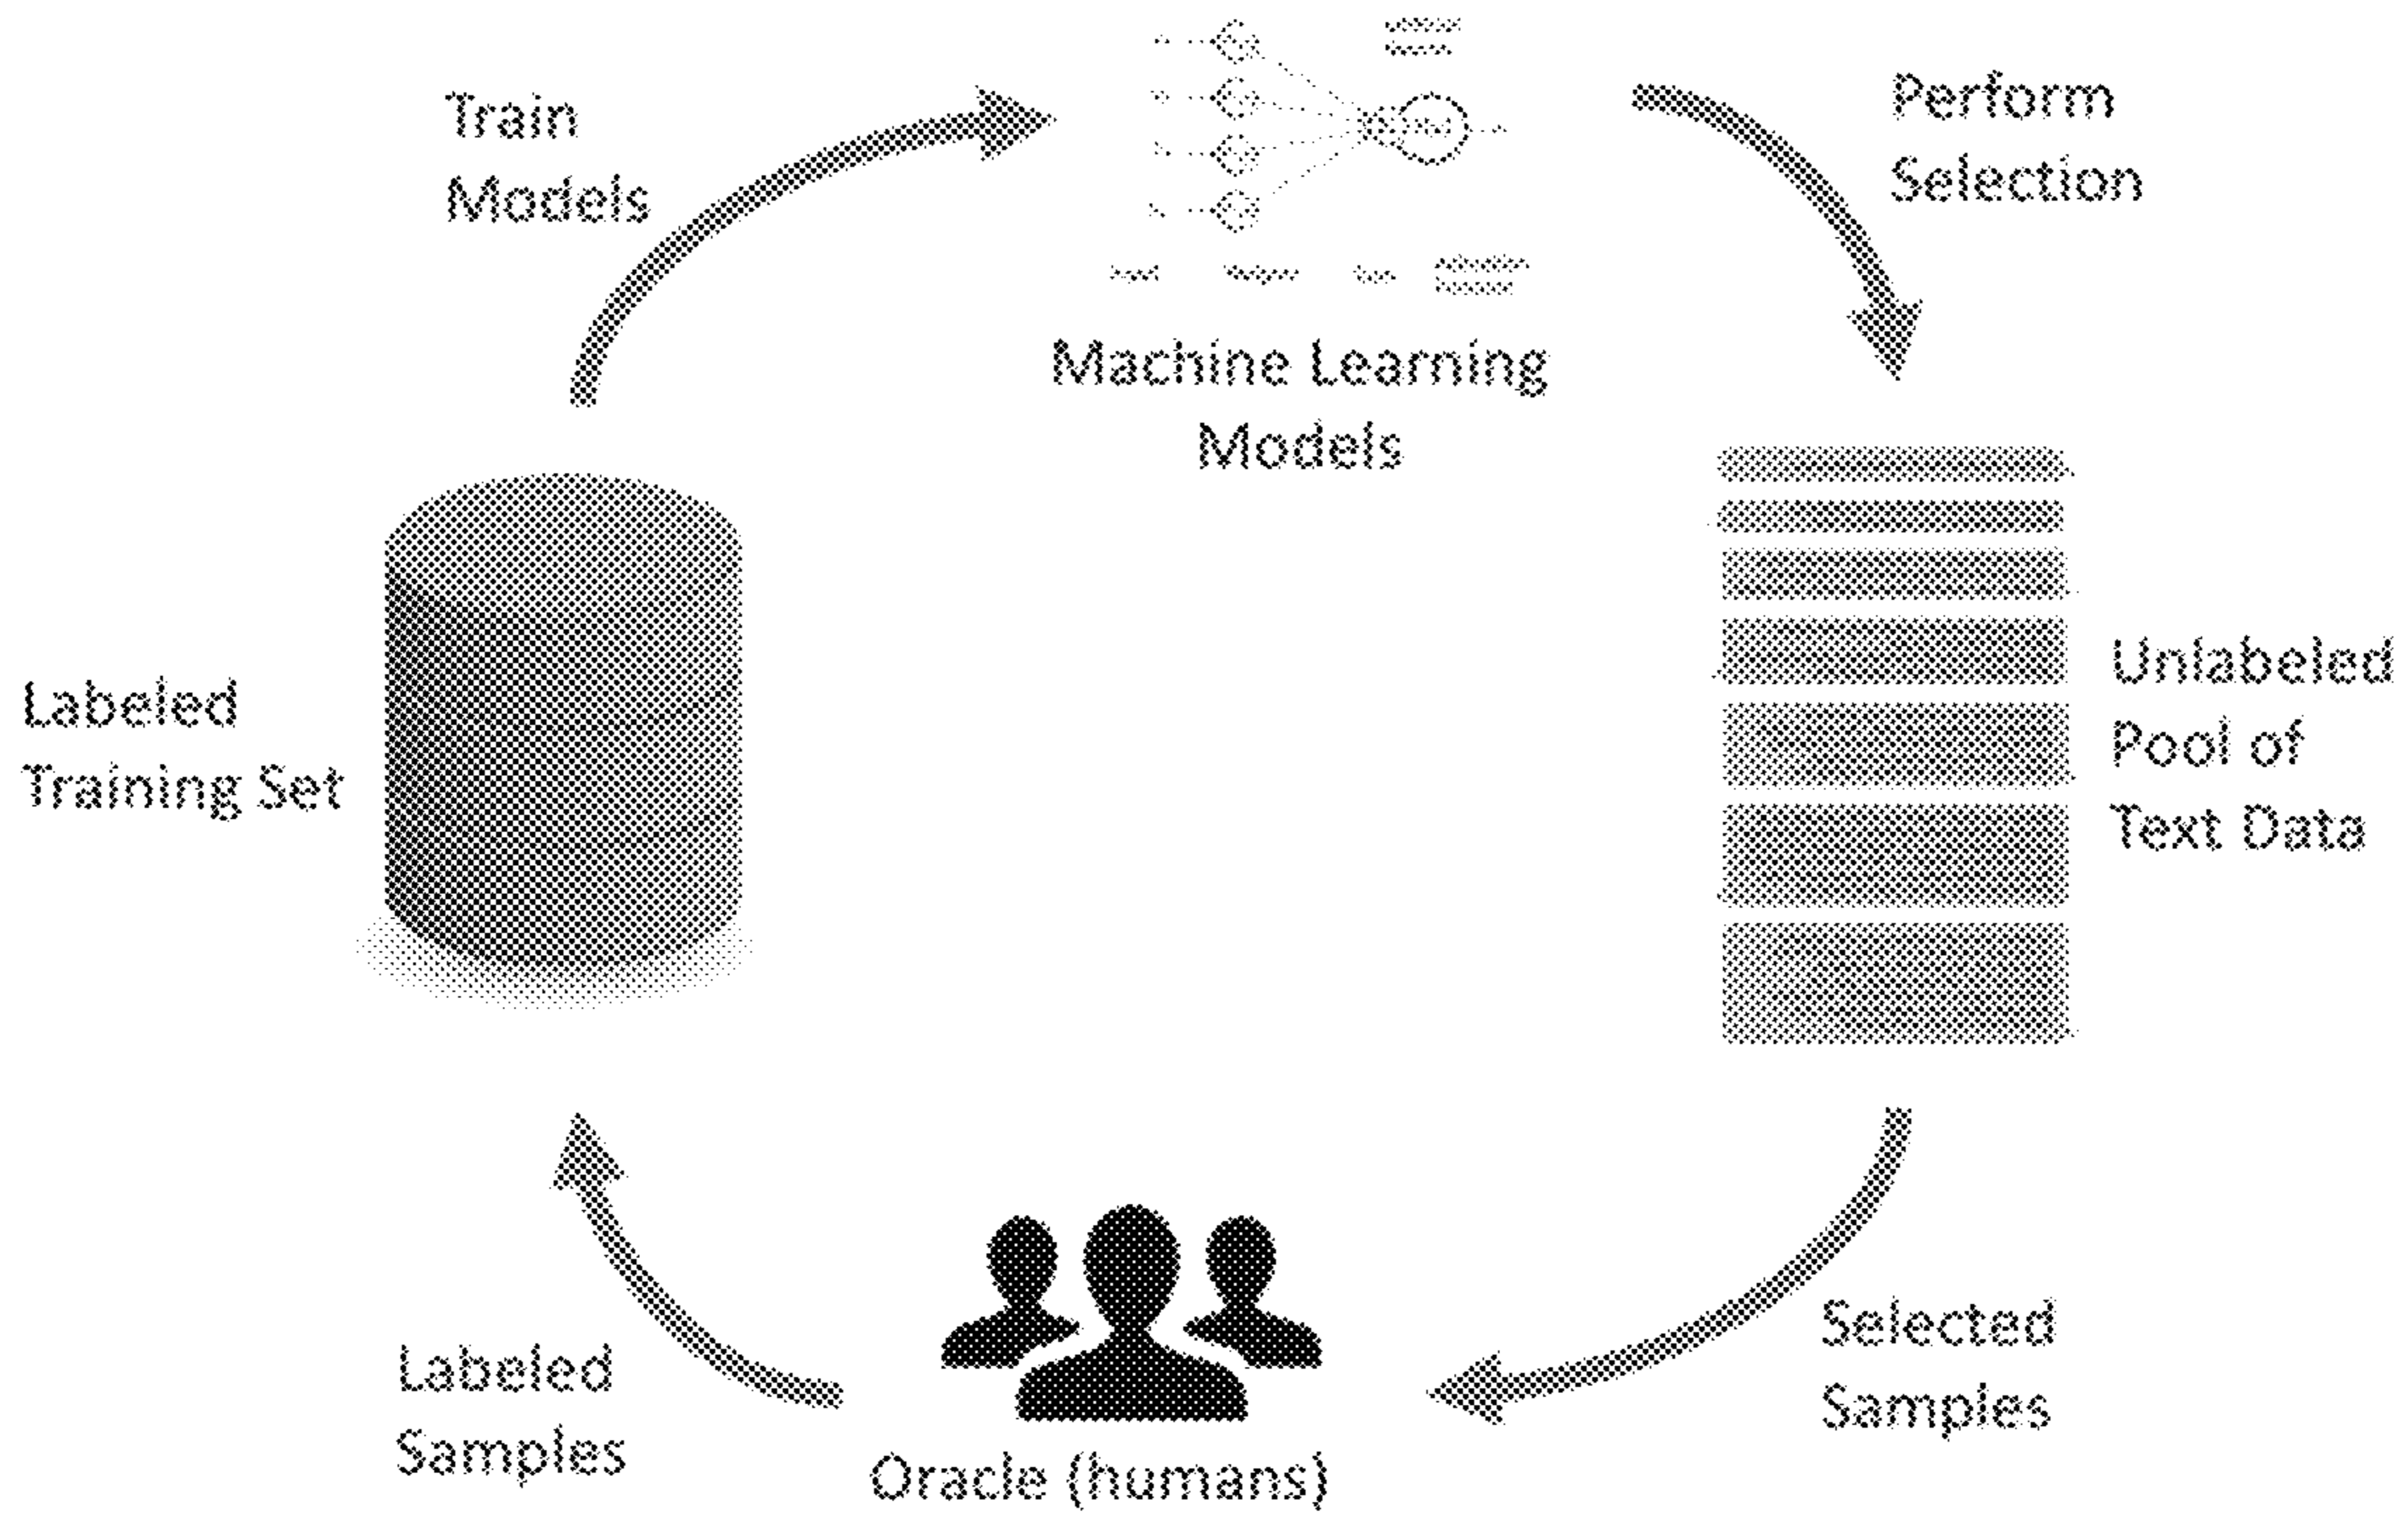 Train
Models
Perform
Selection
Machine Learning
Models
Labeled
Training Set
Unlabeled
Pool of
Text Data
Labeled
Samples
Selected
Samples
Oracle (humans)